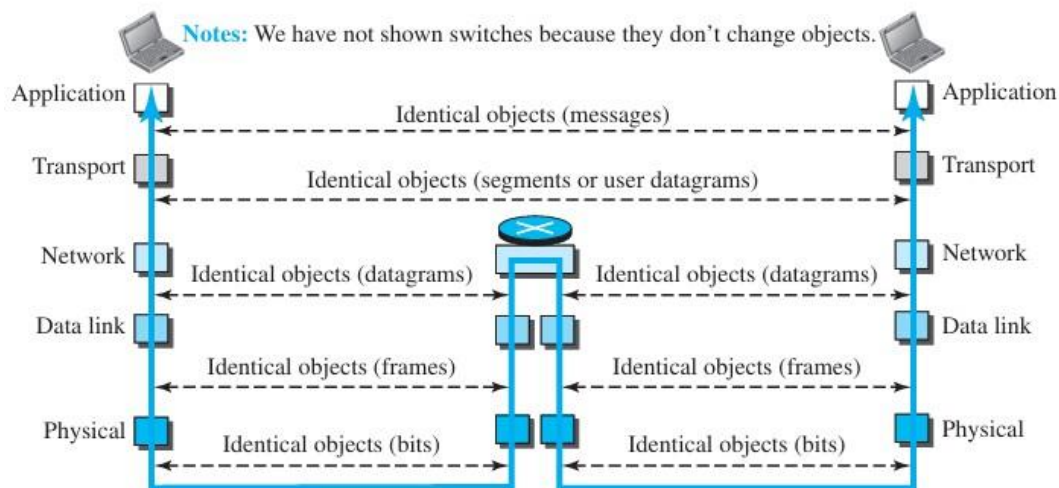 Notes: We have not shown switches because they don’t change objects.
Application
Application
Identical objects (messages)
Transport
Transport
Identical objects (segments or user datagrams)
Network
Network
Identical objects (datagrams)
Identical objects (datagrams)
Data link
Data link
Identical objects (frames)
Identical objects (frames)
Physical
Physical
Identical objects (bits)
Identical objects (bits)